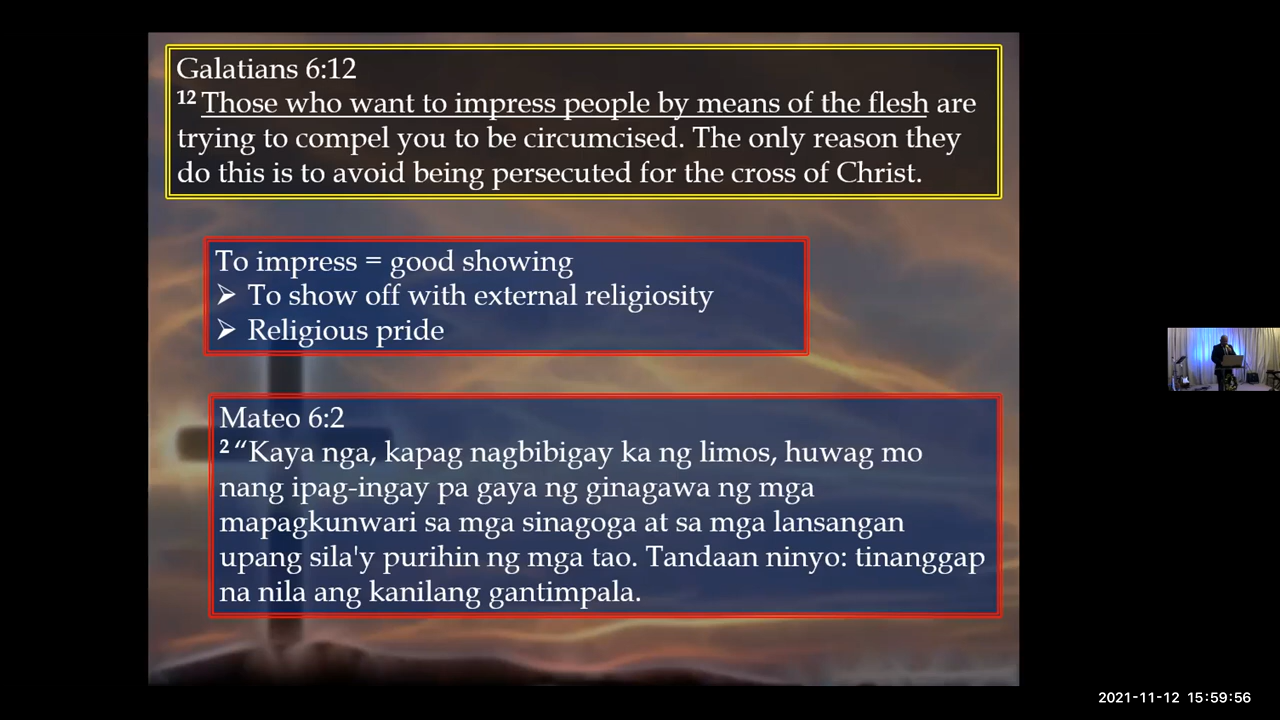 Galatians 6:12
12 Those who want to impress people by means of the flesh are
trying to compel you to be circumcised. The only reason they
do this is to avoid being persecuted for the cross of Christ.
To impress = good showing
➢ To show off with external religiosity
➢ Religious pride
Mateo 6:2
2 “Kaya nga, kapag nagbibigay ka ng limos, huwag mo
nang ipag-ingay pa gaya ng ginagawa ng mga
mapagkunwari sa mga sinagoga at sa mga lansangan
upang sila'y purihin ng mga tao. Tandaan ninyo: tinanggap
na nila ang kanilang gantimpala.
2021-11-12 15:59:56